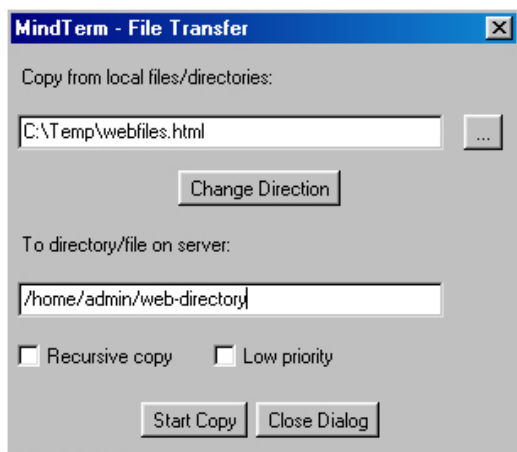 MindTerm - File Transfer
Copy from local files/directories:
C:\Temp\webfiles.html
...
Change Direction
To directory/file on server:
/home/admin/web-directory
Recursive copy Low priority
Start Copy Close Dialog